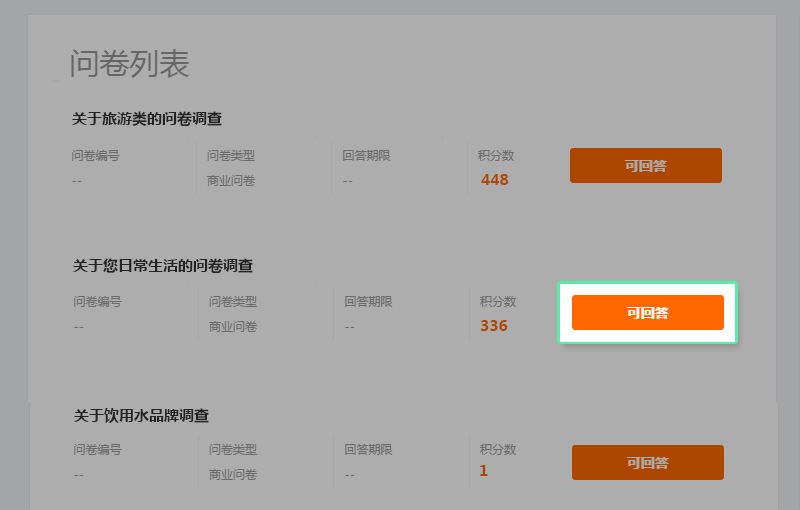 问卷列表
关于旅游类的问卷调查
问卷编号 问卷类型 回答期限 积分数 可回答
-- 商业问卷 -- 448
关于您日常生活的问卷调查
问卷编号 问卷类型 回答期限 积分数 可回答
-- 商业问卷 -- 336
关于饮用水品牌调查
问卷编号 问卷类型 回答期限 积分数 可回答
-- 商业问卷 -- 1